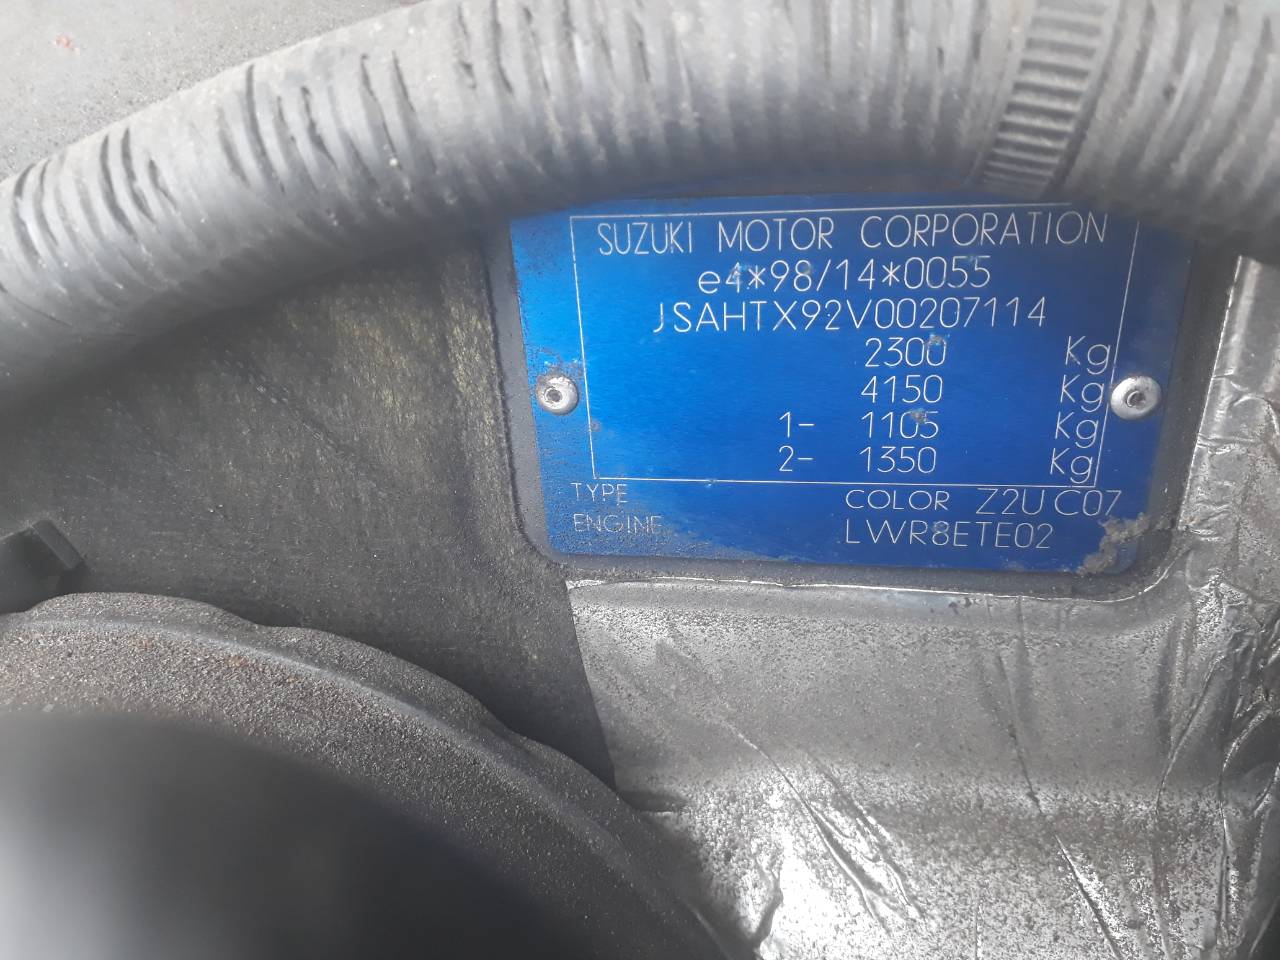 SUZUKI MOTOR CORPORATION
e4*98/14*0055
JSAHTX92V00207114
2300 Kg
4150 Kg
1- 1105 Kg
2- 1350 Kg
TYPE COLOR Z2U C07
ENGINE LWR8ETE02